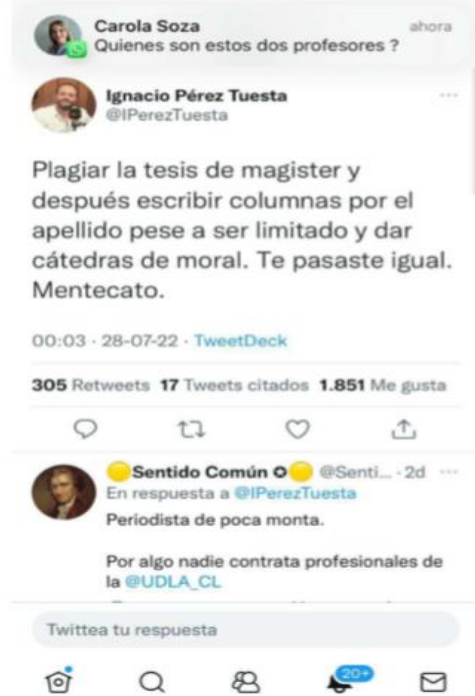 Carola Soza
ahora
Quienes son estos dos profesores ?
Ignacio Pérez Tuesta
@IPerezTuesta
Plagiar la tesis de magister y
después escribir columnas por el
apellido pese a ser limitado y dar
cátedras de moral. Te pasaste igual.
Mentecato.
00:03 · 28-07-22 · TweetDeck
305 Retweets 17 Tweets citados 1.851 Me gusta
Sentido Común @Senti... · 2d
En respuesta a @IPerezTuesta
Periodista de poca monta.
Por algo nadie contrata profesionales de
la @UDLA_CL
Twittea tu respuesta
20+